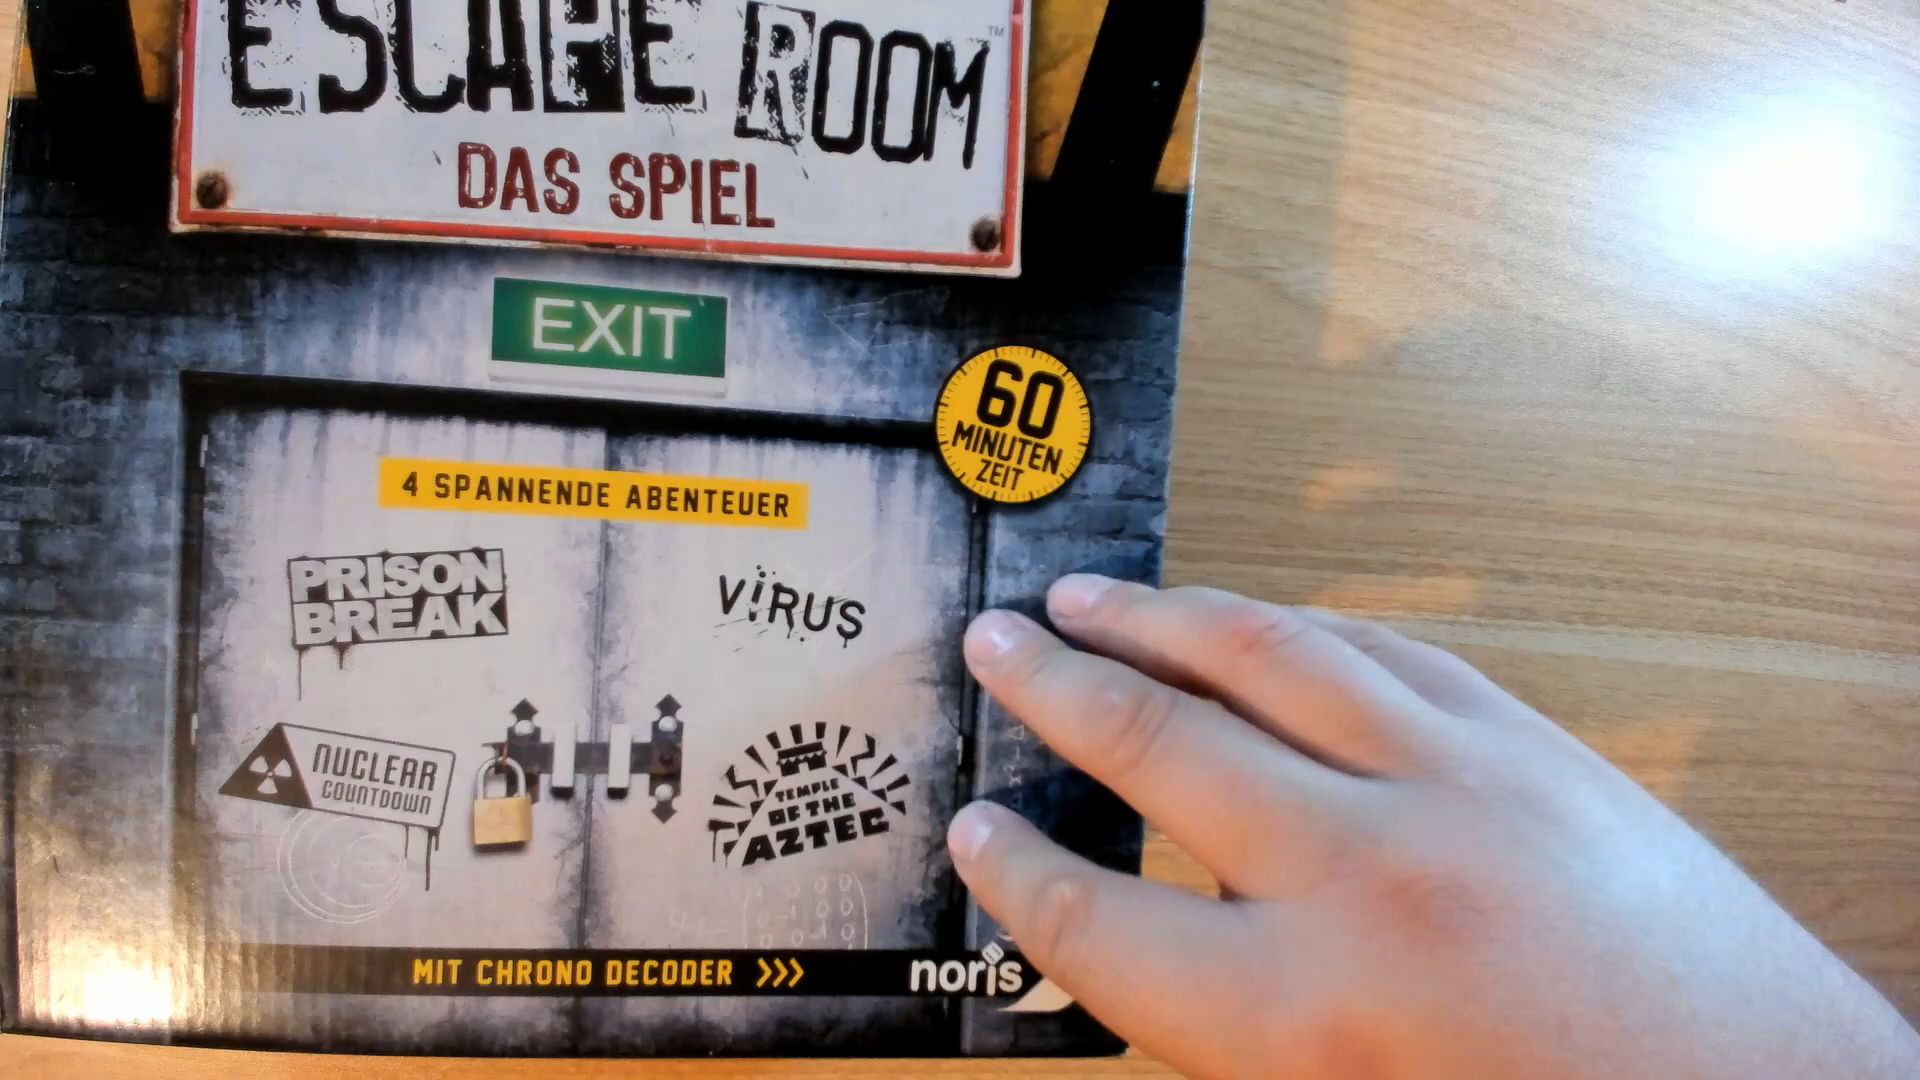 ESCAPE ROOM™
DAS SPIEL
EXIT
60
MINUTEN
ZEIT
4 SPANNENDE ABENTEUER
PRISON
BREAK
ViRUS
NUCLEAR
COUNTDOWN
TEMPLE
OF THE
AZTEC
MIT CHRONO DECODER >>>
noris